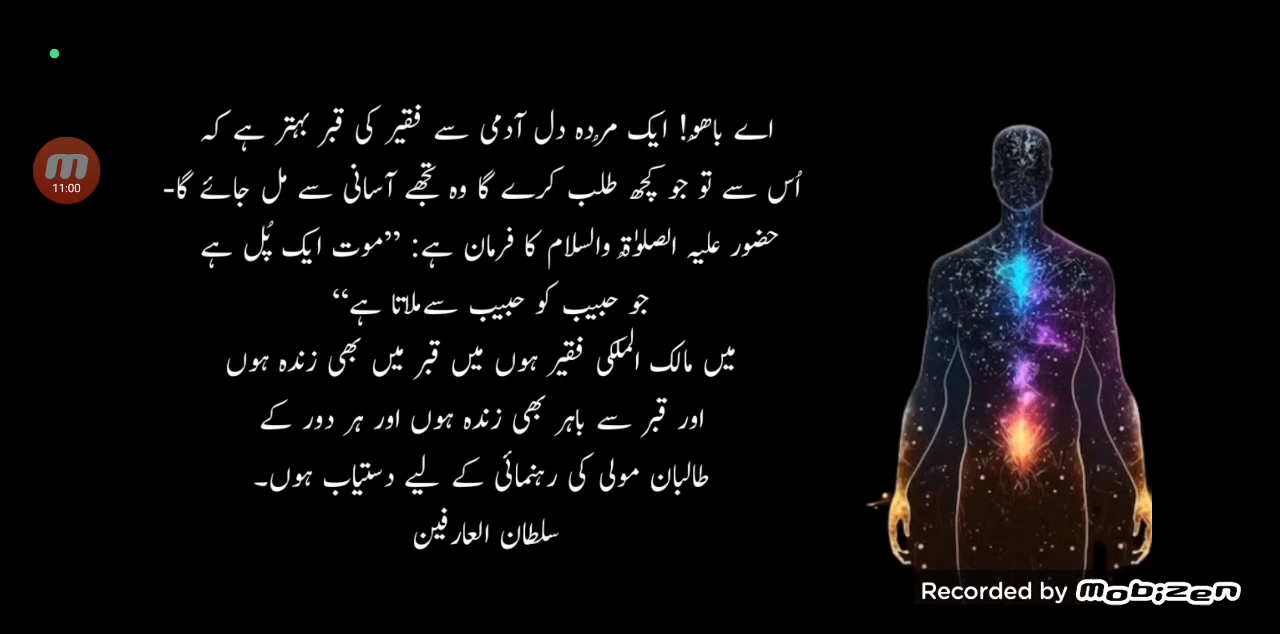 اے باھوؒ! ایک مُردہ دل آدمی سے فقیر کی قبر بہتر ہے کہ
اُس سے تو جو کچھ طلب کرے گا وہ تجھے آسانی سے مل جائے گا-
حضور علیہ الصلوٰۃ والسلام کا فرمان ہے: ”موت ایک پُل ہے
جو حبیب کو حبیب سے ملاتا ہے“
میں مالک الملکی فقیر ہوں میں قبر میں بھی زندہ ہوں
اور قبر سے باہر بھی زندہ ہوں اور ہر دور کے
طالبان مولی کی رہنمائی کے لیے دستیاب ہوں۔
سلطان العارفین
11:00
Recorded by mobizen